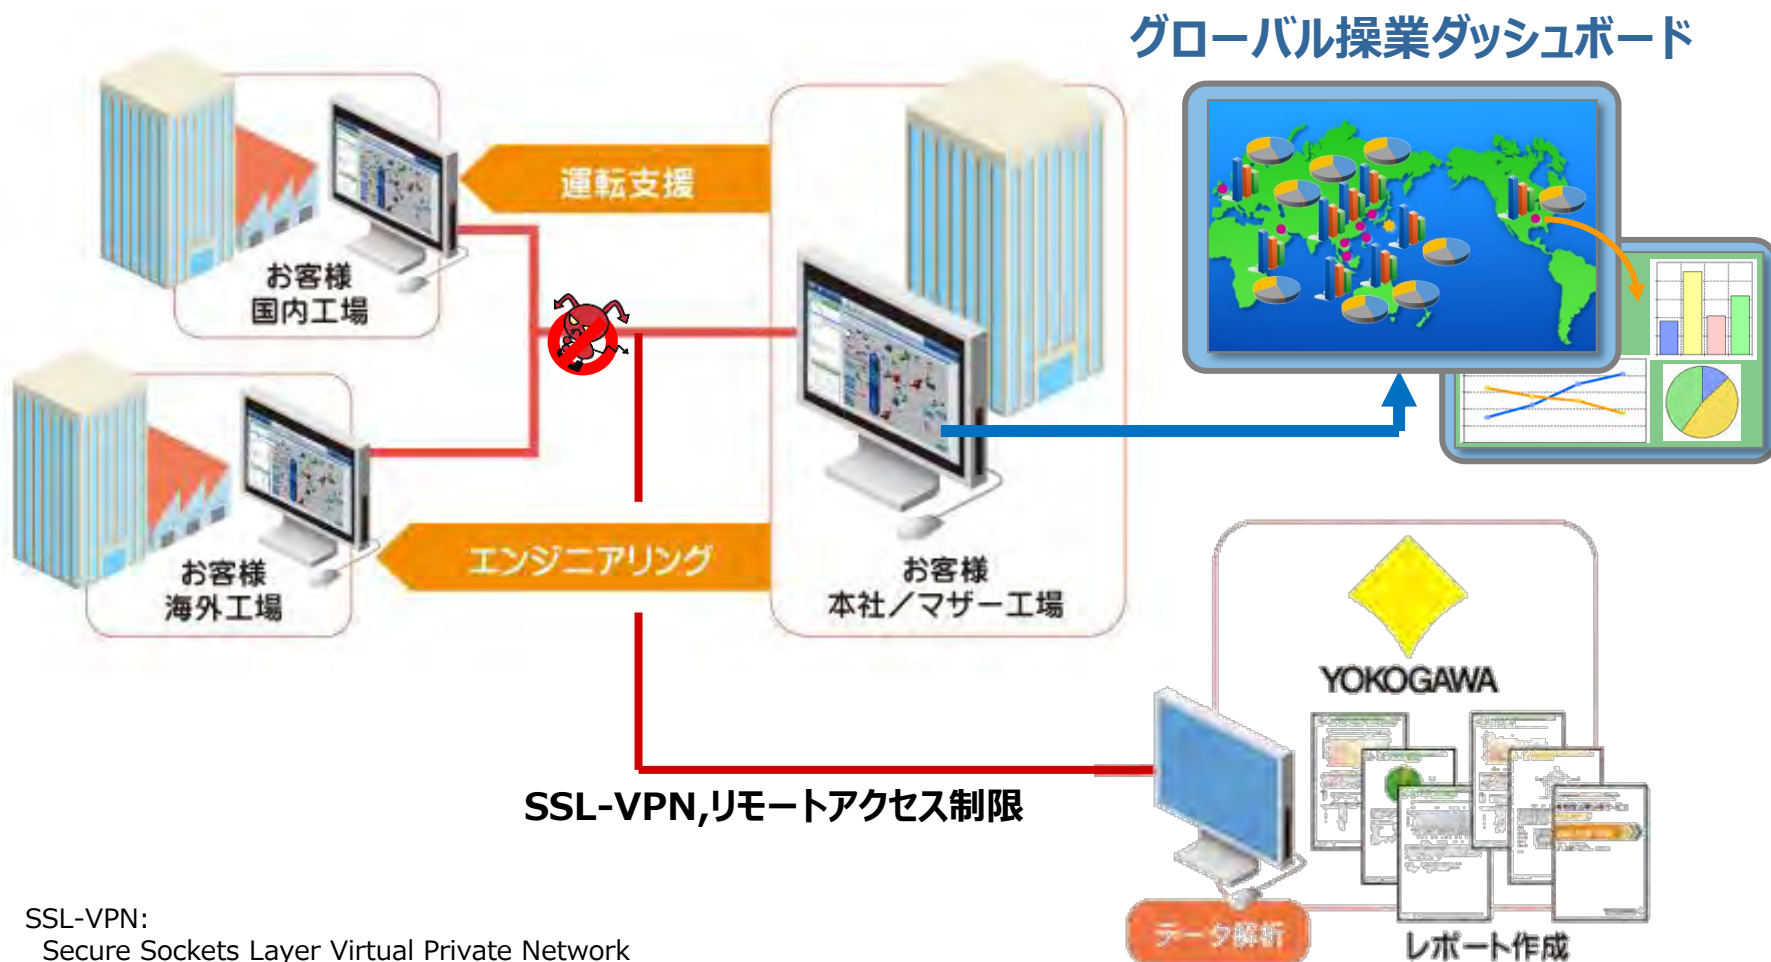 グローバル操業ダッシュボード
運転支援
お客様
国内工場
エンジニアリング
お客様
海外工場
お客様
本社／マザー工場
YOKOGAWA
SSL-VPN,リモートアクセス制限
データ解析
レポート作成
SSL-VPN:
Secure Sockets Layer Virtual Private Network